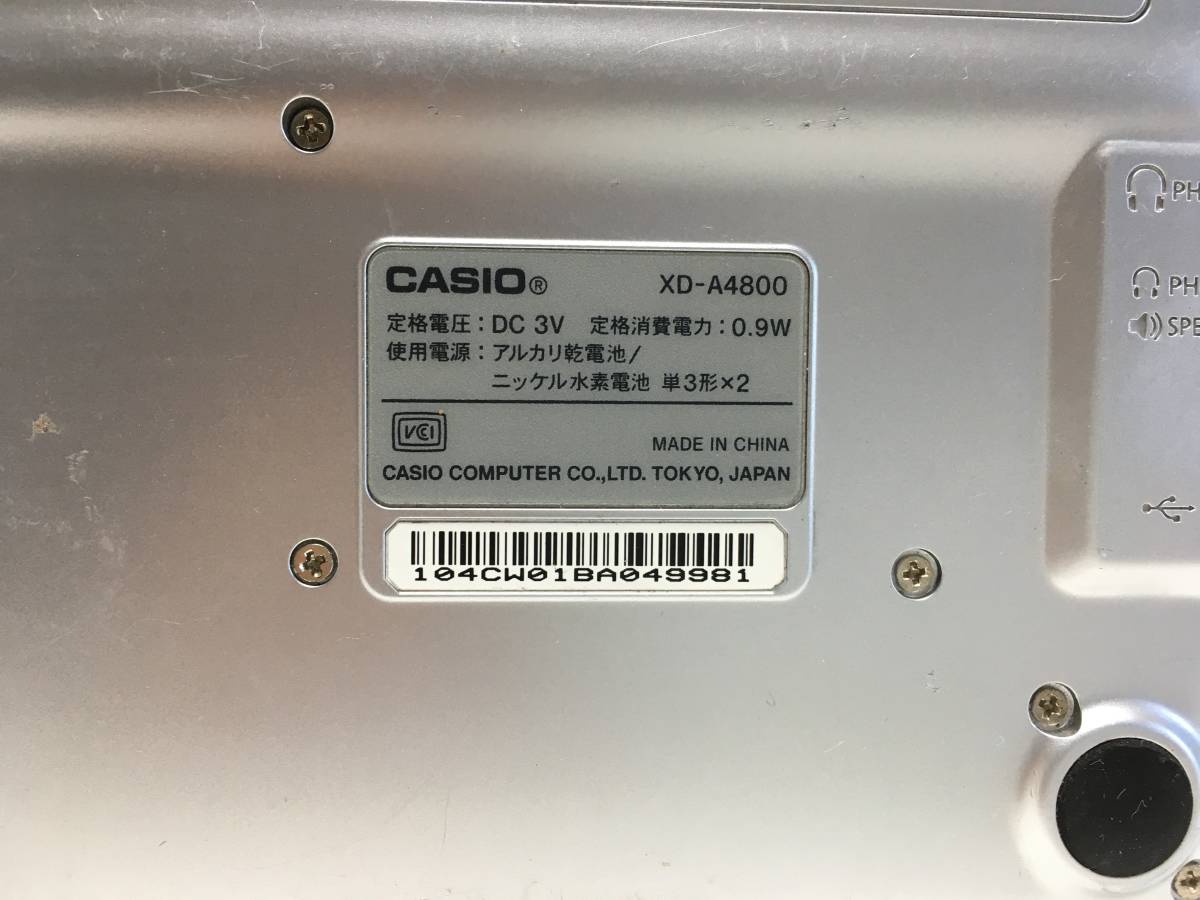 CASIO® XD-A4800
定格電圧：DC 3V 定格消費電力：0.9W
使用電源：アルカリ乾電池/
ニッケル水素電池 単3形×2
VCI
MADE IN CHINA
CASIO COMPUTER CO.,LTD. TOKYO, JAPAN
104CW01BA049981
PH
PH
SPE